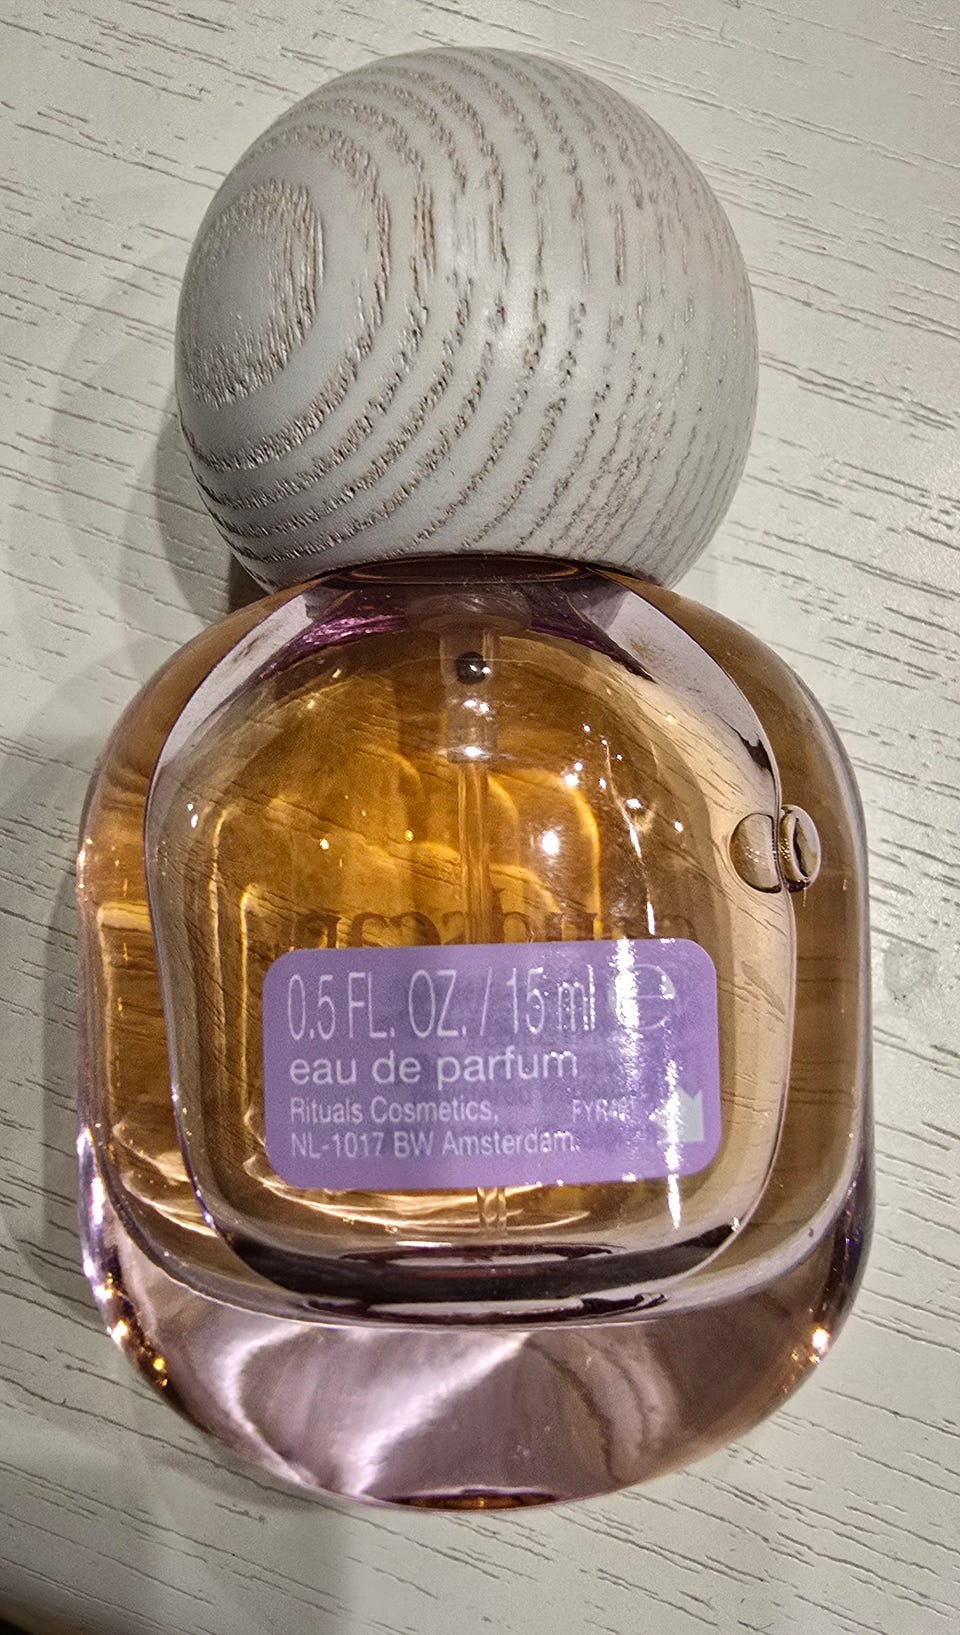 0.5 FL. OZ. / 15 ml e
eau de parfum
Rituals Cosmetics,
NL-1017 BW Amsterdam.